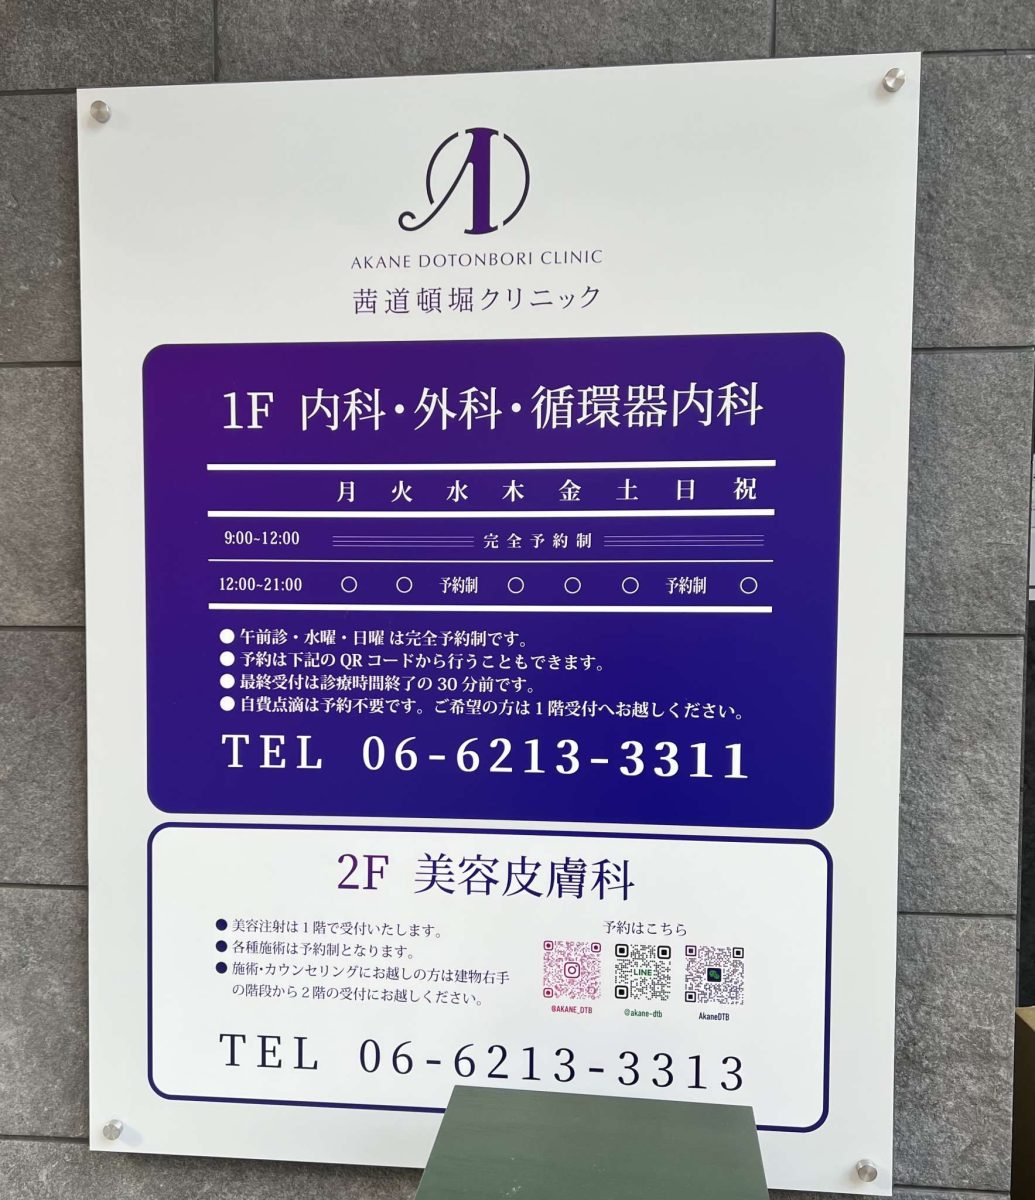 AKANE DOTONBORI CLINIC
茜道頓堀クリニック
1F 内科・外科・循環器内科
月 火 水 木 金 土 日 祝
9:00~12:00 完全予約制
12:00~21:00 ○ ○ 予約制 ○ ○ ○ 予約制 ○
● 午前診・水曜・日曜 は完全予約制です。
● 予約は下記の QR コードから行うこともできます。
● 最終受付は診療時間終了の 30 分前です。
● 自費点滴は予約不要です。ご希望の方は 1 階受付へお越しください。
TEL 06-6213-3311
2F 美容皮膚科
● 美容注射は 1 階で受付いたします。
● 各種施術は予約制となります。
● 施術・カウンセリングにお越しの方は建物右手
の階段から 2 階の受付にお越しください。
予約はこちら
LINE
@AKANE_DTB @akane-dtb AkaneDTB
TEL 06-6213-3313